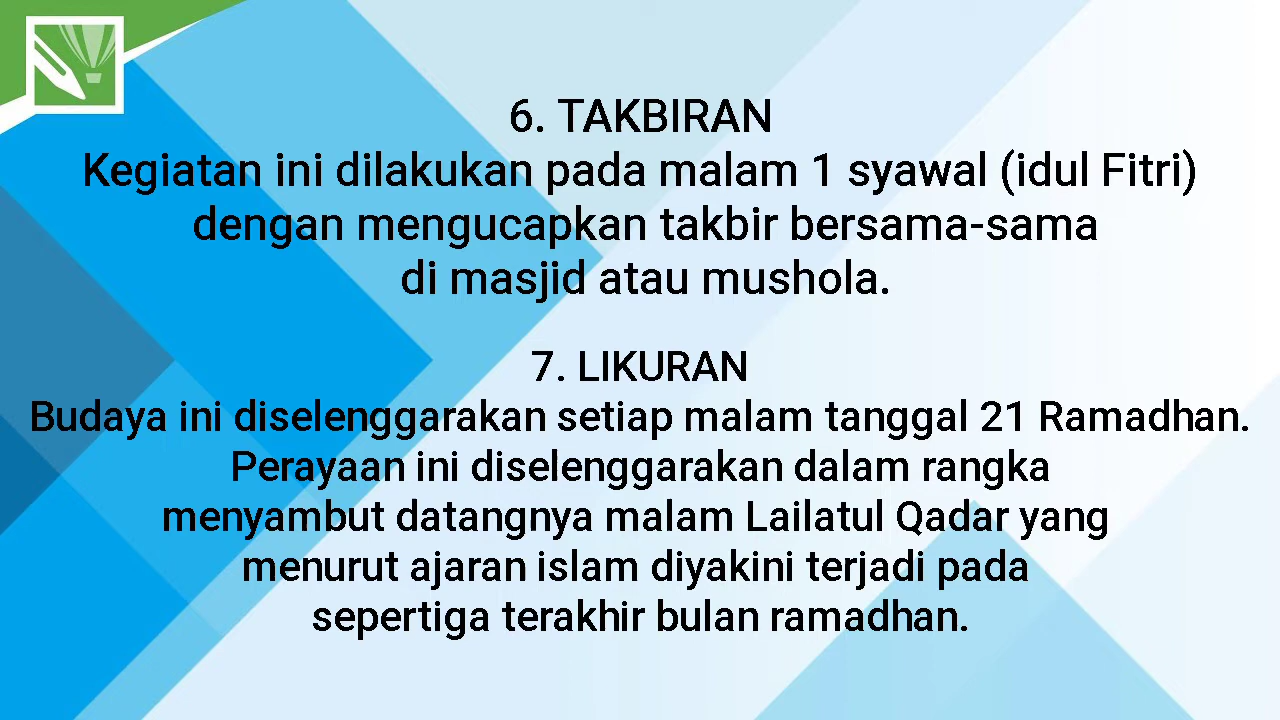 6. TAKBIRAN
Kegiatan ini dilakukan pada malam 1 syawal (idul Fitri)
dengan mengucapkan takbir bersama-sama
di masjid atau mushola.
7. LIKURAN
Budaya ini diselenggarakan setiap malam tanggal 21 Ramadhan.
Perayaan ini diselenggarakan dalam rangka
menyambut datangnya malam Lailatul Qadar yang
menurut ajaran islam diyakini terjadi pada
sepertiga terakhir bulan ramadhan.